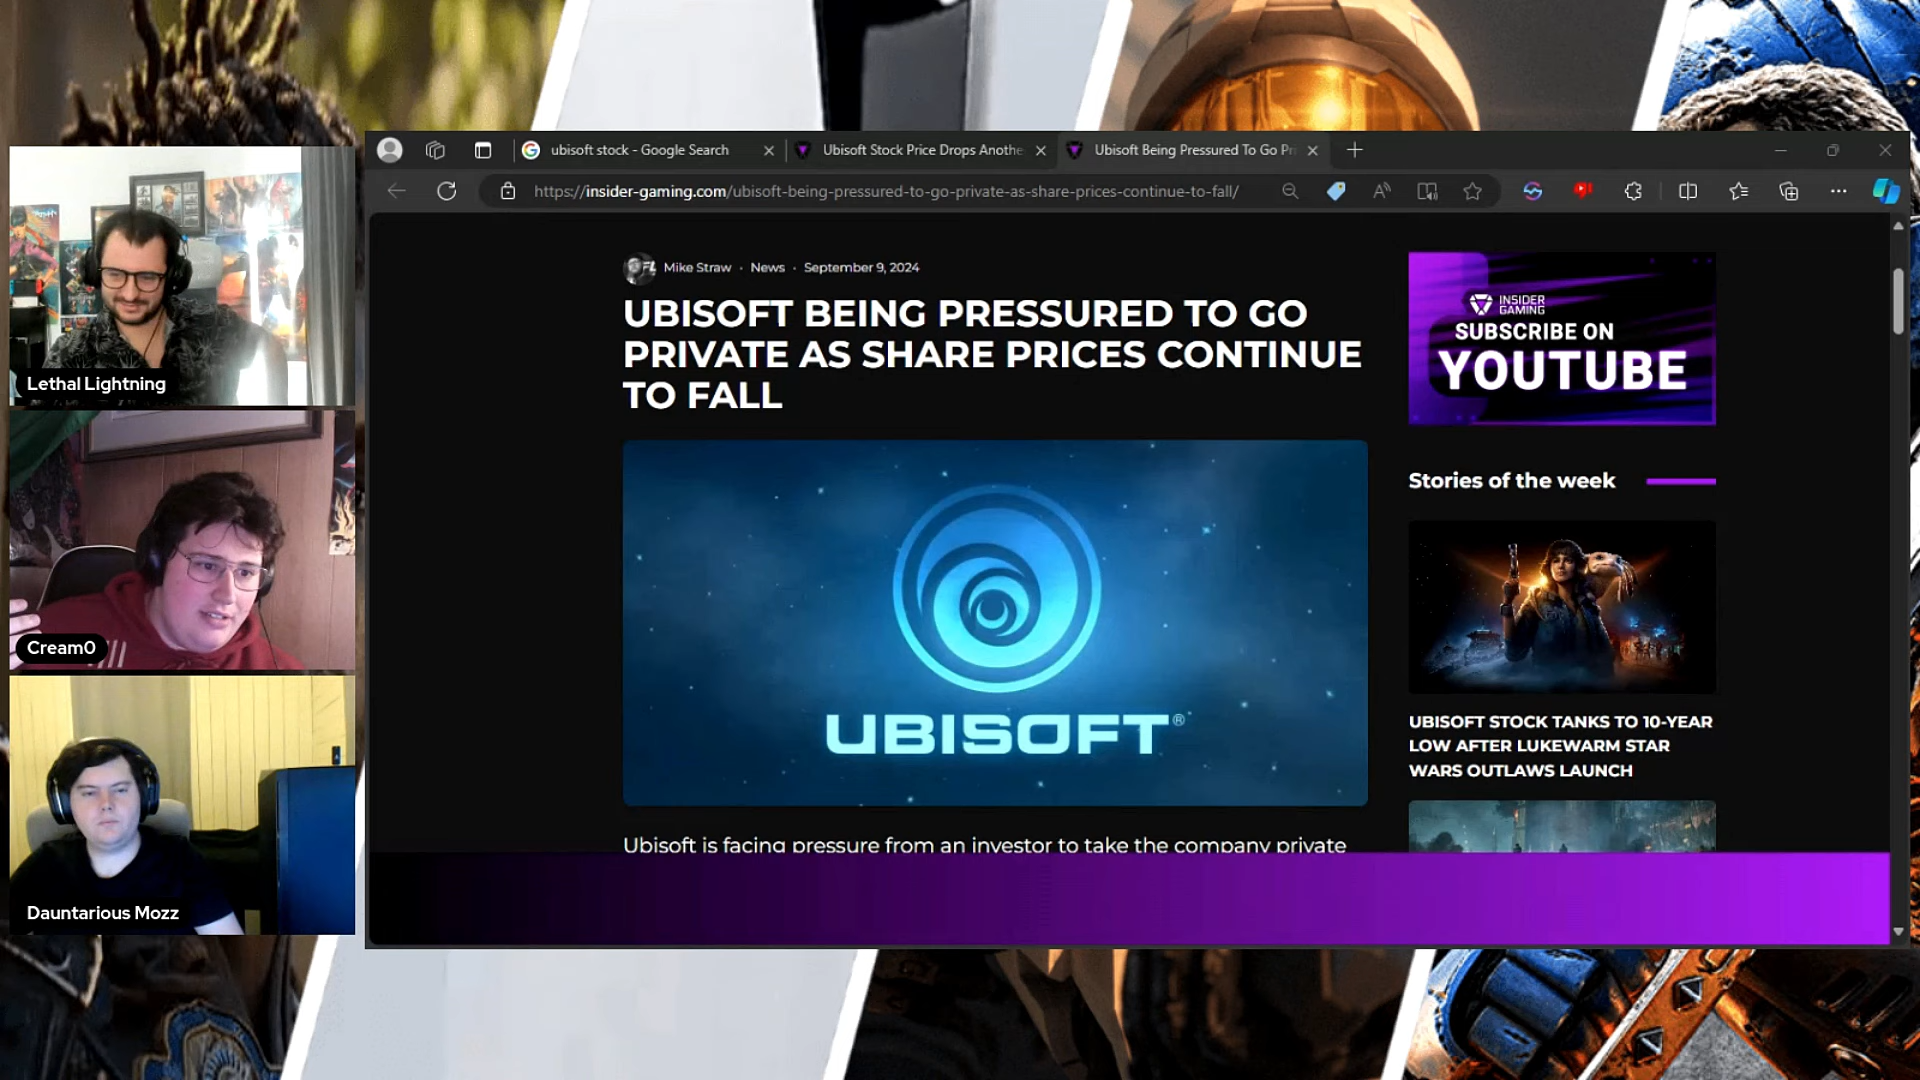 ubisoft stock - Google Search
Ubisoft Stock Price Drops Anothe
Ubisoft Being Pressured To Go Pri
https://insider-gaming.com/ubisoft-being-pressured-to-go-private-as-share-prices-continue-to-fall/
Mike Straw · News · September 9, 2024
UBISOFT BEING PRESSURED TO GO
PRIVATE AS SHARE PRICES CONTINUE
TO FALL
UBISOFT®
Ubisoft is facing pressure from an investor to take the company private
INSIDER
GAMING
SUBSCRIBE ON
YOUTUBE
Stories of the week
UBISOFT STOCK TANKS TO 10-YEAR
LOW AFTER LUKEWARM STAR
WARS OUTLAWS LAUNCH
Lethal Lightning
Cream0
Dauntarious Mozz